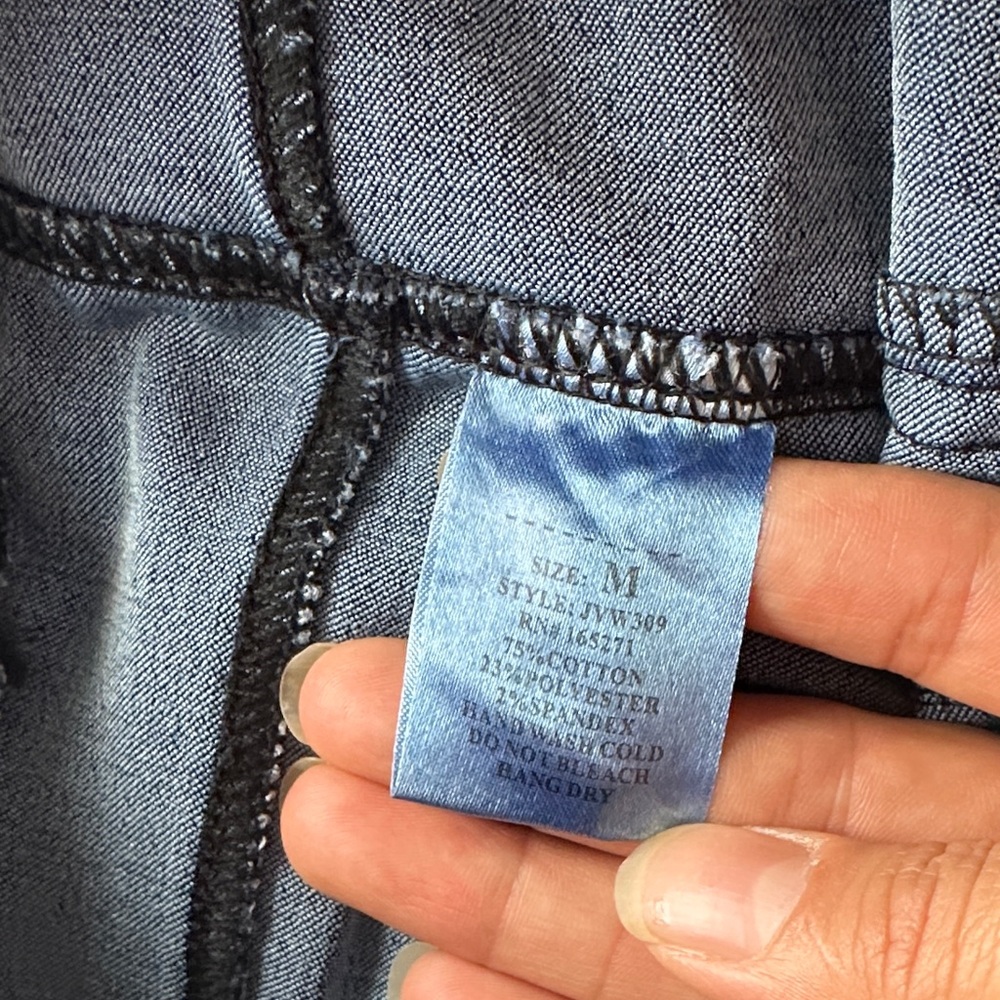 SIZE: M
STYLE: JVW309
RN# 165271
75%COTTON
23%POLYESTER
2%SPANDEX
HAND WASH COLD
DO NOT BLEACH
HANG DRY